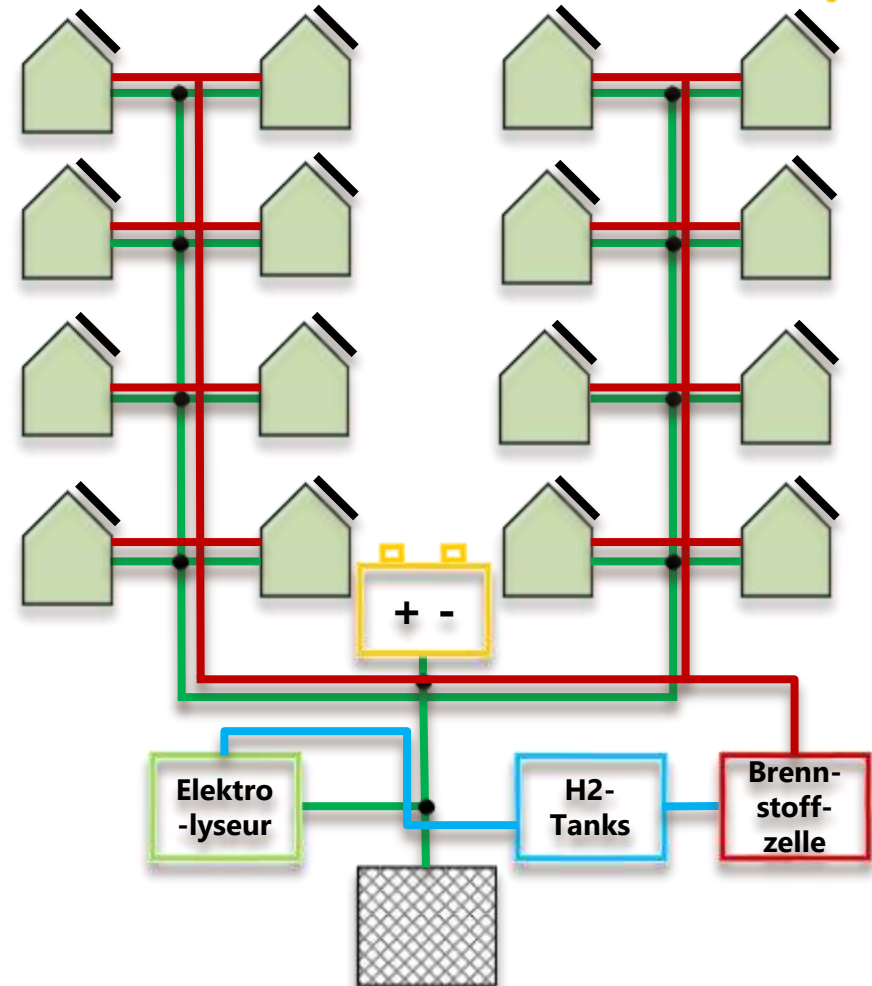 + -
Elektro
-lyseur
H2-
Tanks
Brenn-
stoff-
zelle